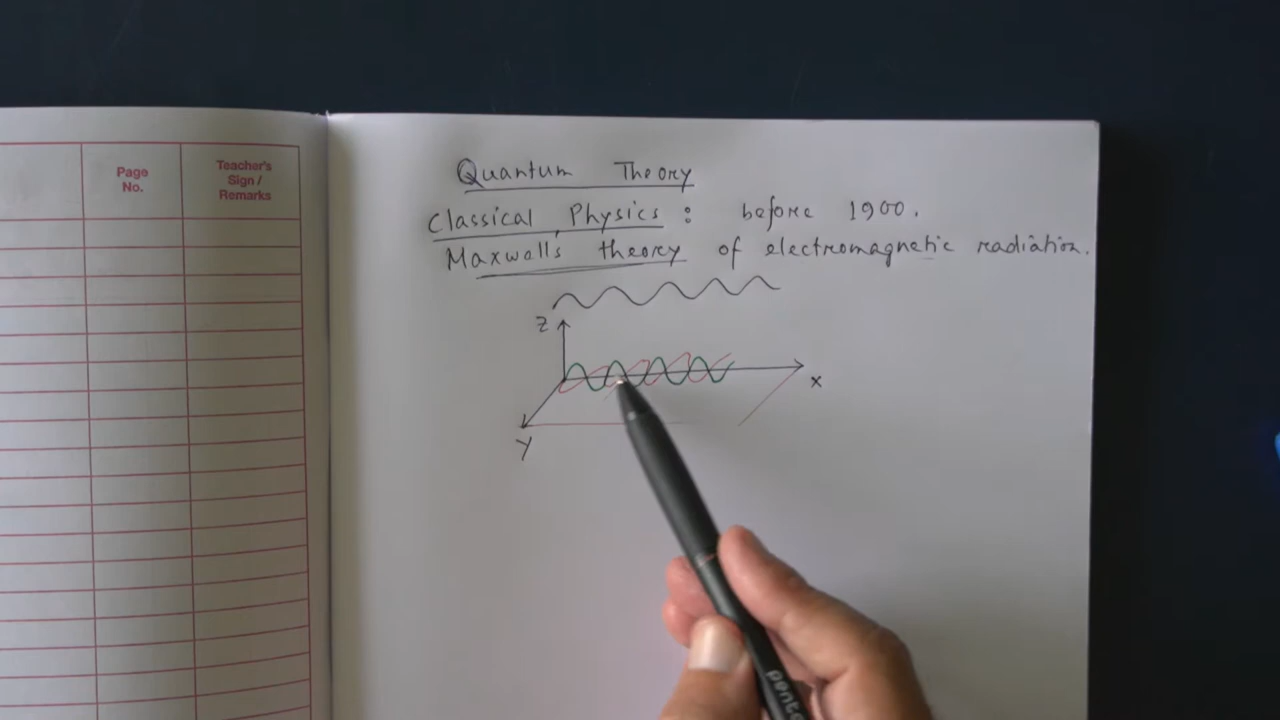 Page
No.
Teacher's
Sign /
Remarks
Quantum Theory
Classical Physics : before 1900.
Maxwell's theory of electromagnetic radiation.
Z
x
y